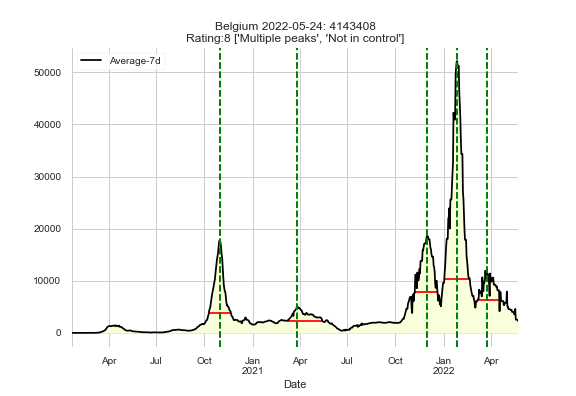 Belgium 2022-05-24: 4143408
Rating:8 ['Multiple peaks', 'Not in control']
Average-7d
50000
40000
30000
20000
10000
0
Apr Jul Oct Jan Apr Jul Oct Jan Apr
2021 2022
Date